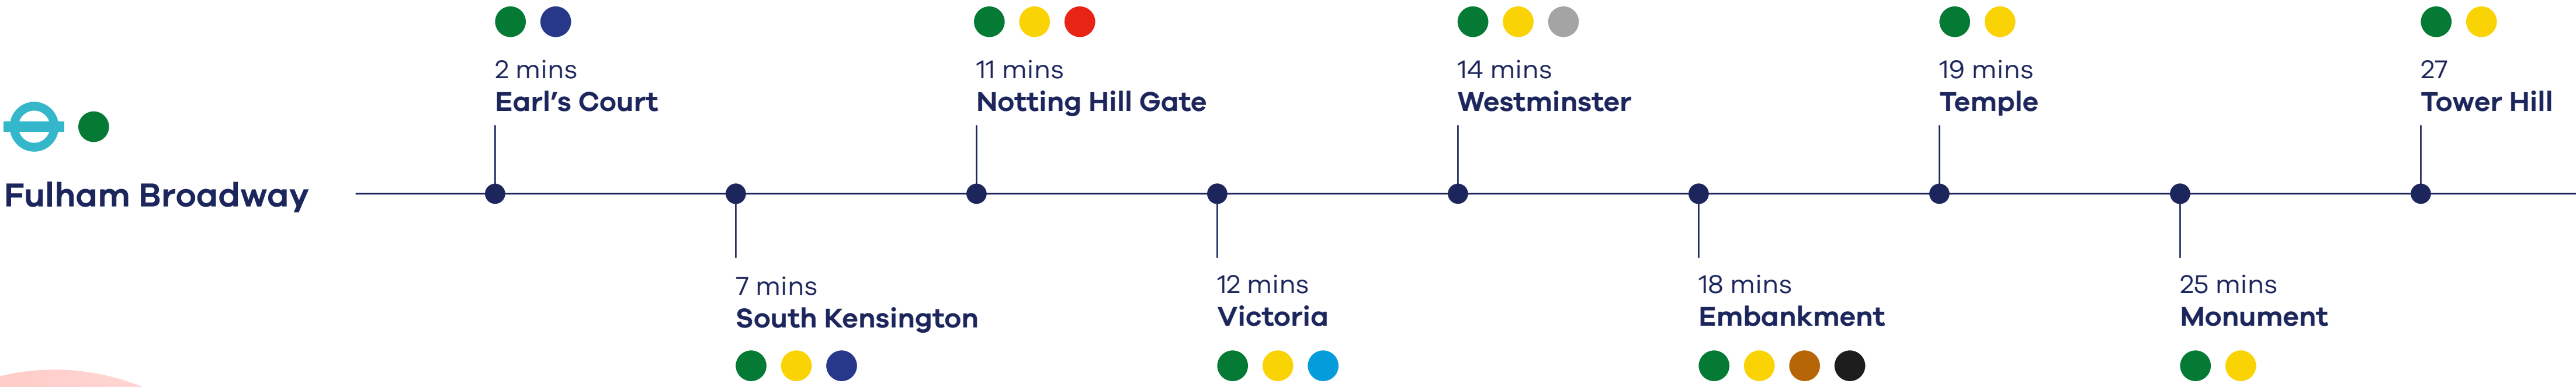 Fulham Broadway
2 mins
Earl's Court
7 mins
South Kensington
11 mins
Notting Hill Gate
12 mins
Victoria
14 mins
Westminster
18 mins
Embankment
19 mins
Temple
25 mins
Monument
27
Tower Hill